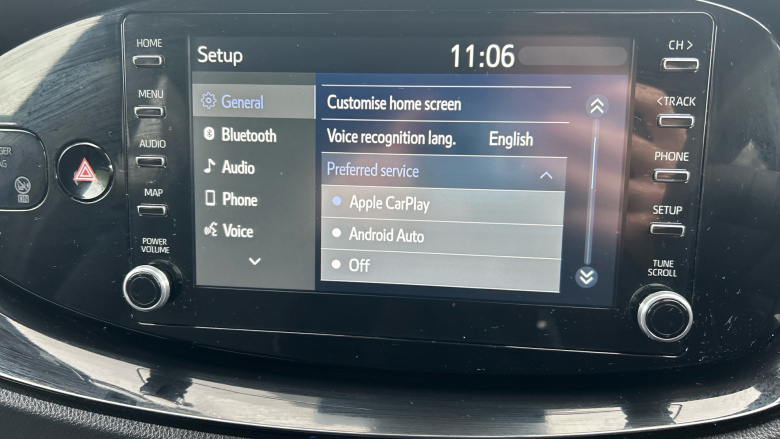 HOME
MENU
AUDIO
MAP
POWER
VOLUME
Setup
11:06
General
Bluetooth
Audio
Phone
Voice
Customise home screen
Voice recognition lang. English
Preferred service
Apple CarPlay
Android Auto
Off
CH >
< TRACK
PHONE
SETUP
TUNE
SCROLL